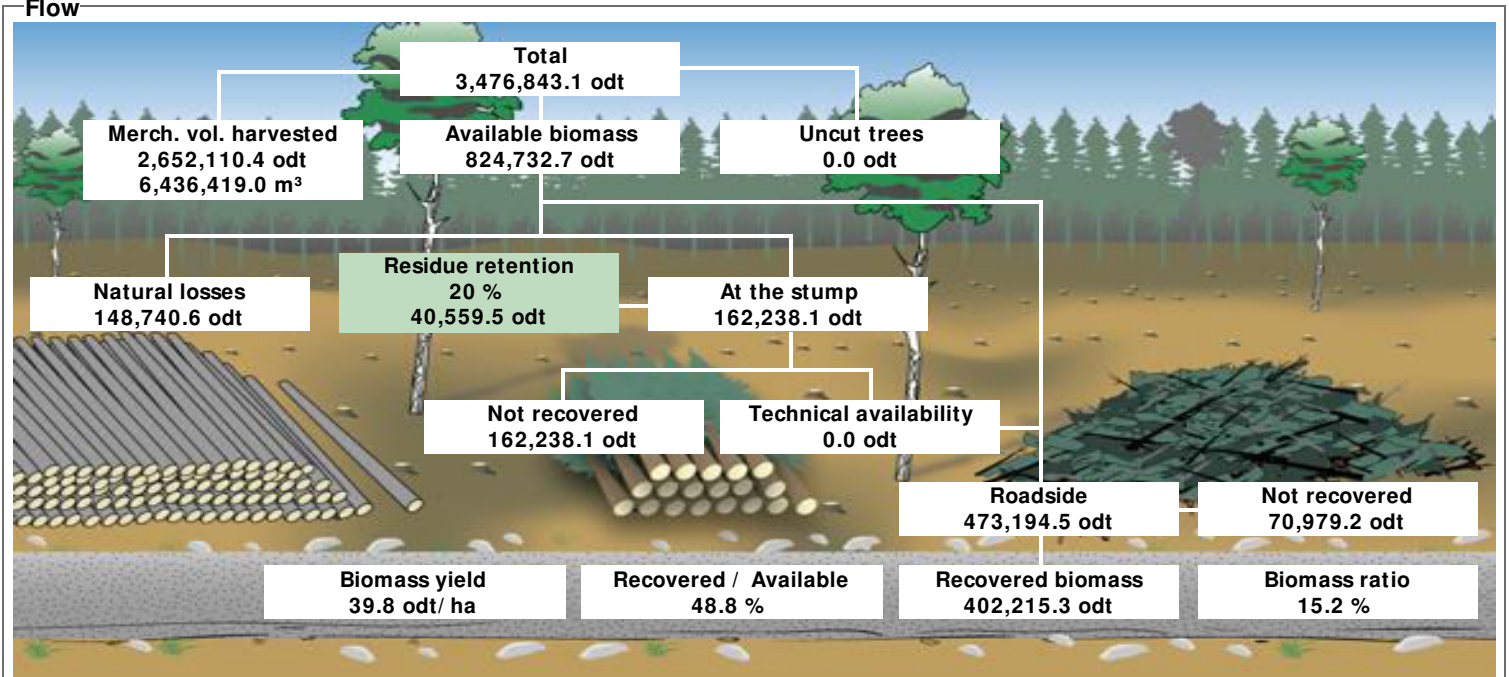 Flow
Total
3,476,843.1 odt
Merch. vol. harvested
2,652,110.4 odt
6,436,419.0 m³
Available biomass
824,732.7 odt
Uncut trees
0.0 odt
Natural losses
148,740.6 odt
Residue retention
20 %
40,559.5 odt
At the stump
162,238.1 odt
Not recovered
162,238.1 odt
Technical availability
0.0 odt
Roadside
473,194.5 odt
Not recovered
70,979.2 odt
Biomass yield
39.8 odt/ ha
Recovered / Available
48.8 %
Recovered biomass
402,215.3 odt
Biomass ratio
15.2 %